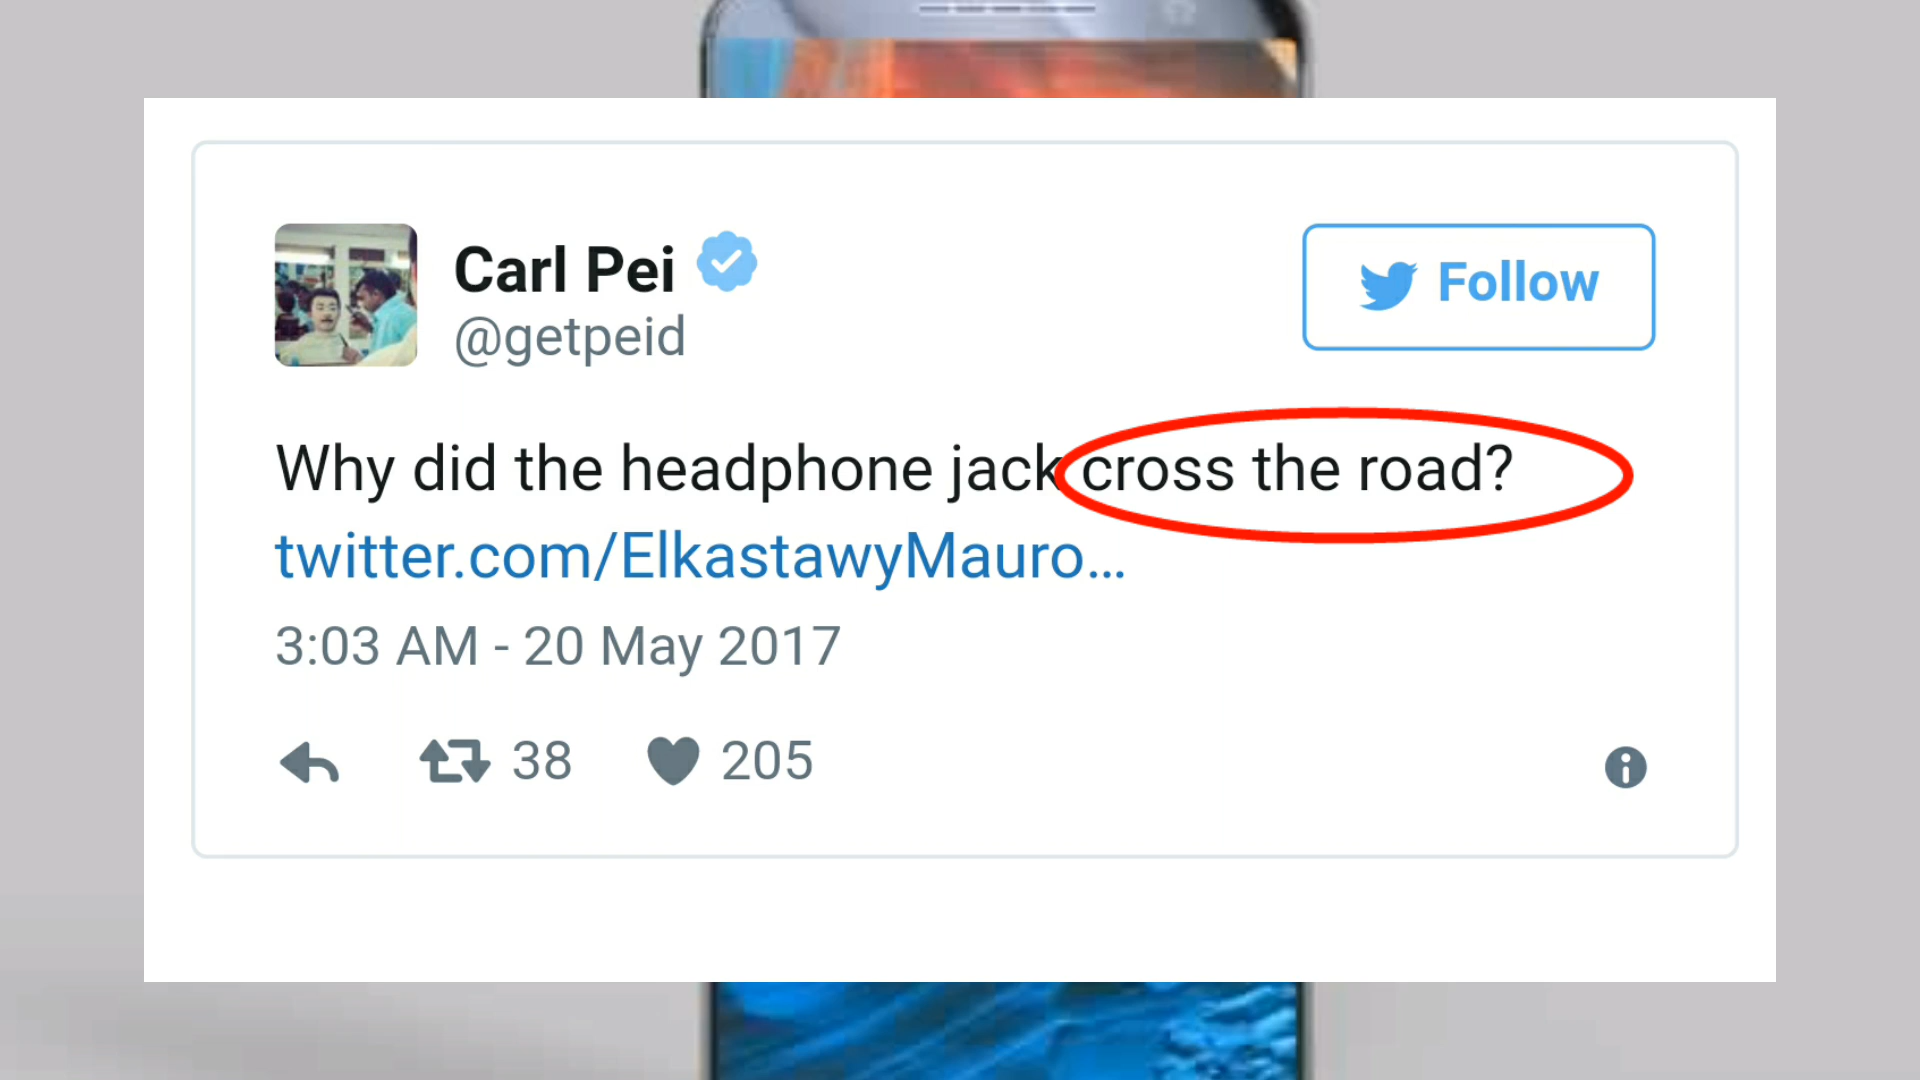 Carl Pei
@getpeid
Follow
Why did the headphone jack cross the road?
twitter.com/ElkastawyMauro…
3:03 AM - 20 May 2017
38 205